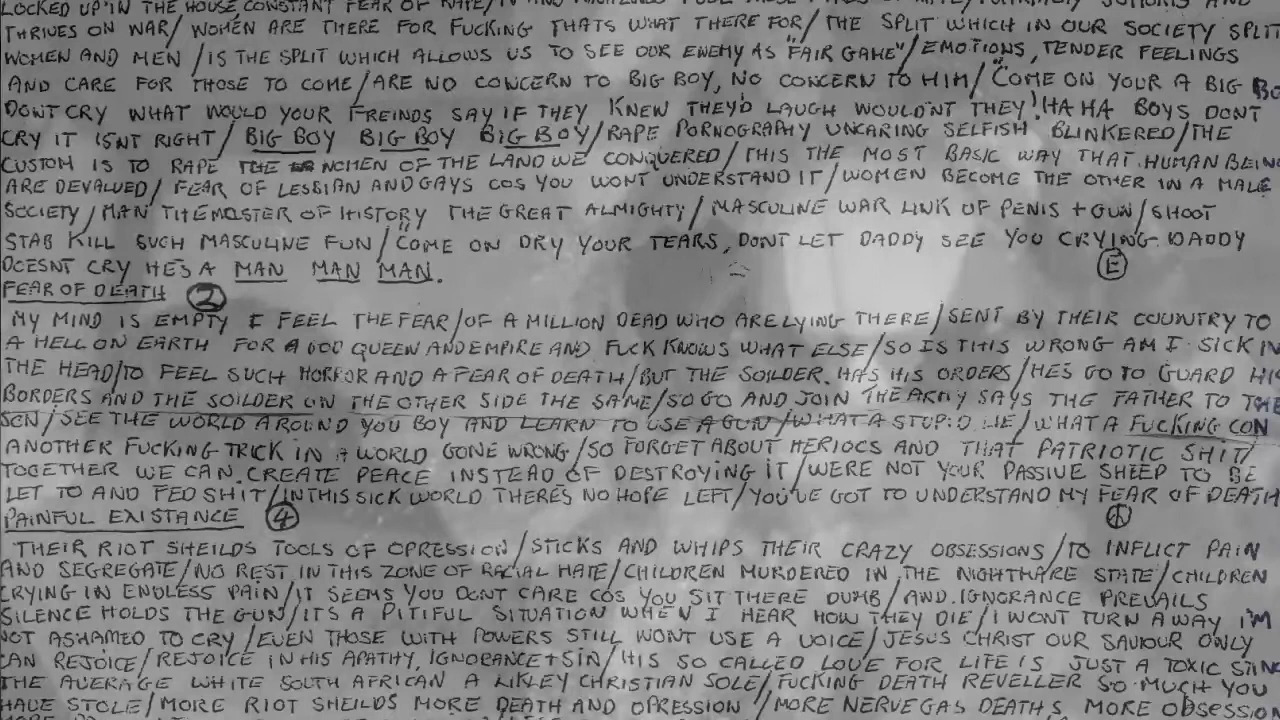 LOCKED UP IN THE HOUSE CONSTANT FEAR OF RAPE/
THRIVES ON WAR/ WOMEN ARE THERE FOR FUCKING THATS WHAT THERE FOR/ THE SPLIT WHICH IN OUR SOCIETY SPLIT
WOMEN AND MEN /IS THE SPLIT WHICH ALLOWS US TO SEE OUR ENEMY AS "FAIR GAME"/ EMOTIONS, TENDER FEELINGS
AND CARE FOR THOSE TO COME/ARE NO CONCERN TO BIG BOY, NO CONCERN TO HIM/ "COME ON YOUR A BIG BO
DONT CRY WHAT WOULD YOUR FREINDS SAY IF THEY KNEW THEY'D LAUGH WOULDN'T THEY! HA HA BOYS DONT
CRY IT ISNT RIGHT/ BIG BOY BIG BOY BIG BOY/RAPE PORNOGRAPHY UNCARING SELFISH BLINKERED/THE
CUSTOM IS TO RAPE THE WOMEN OF THE LAND WE CONQUERED/THIS THE MOST BASIC WAY THAT HUMAN BEING
ARE DEVALUED/ FEAR OF LESBIAN AND GAYS COS YOU WONT UNDERSTAND IT/WOMEN BECOME THE OTHER IN A MALE
SOCIETY/MAN THE MOLSTER OF HISTORY THE GREAT ALMIGHTY/ MASCULINE WAR LINK OF PENIS + GUN/SHOOT
STAB KILL SUCH MASCULINE FUN/"COME ON DRY YOUR TEARS, DONT LET DADDY SEE YOU CRYING DADDY
DOESNT CRY HE'S A MAN MAN MAN. E
FEAR OF DEATH 2
MY MIND IS EMPTY I FEEL THE FEAR/OF A MILLION DEAD WHO ARE LYING THERE/SENT BY THEIR COUNTRY TO
A HELL ON EARTH FOR A GOD QUEEN AND EMPIRE AND FUCK KNOWS WHAT ELSE/SO IS THIS WRONG AM I SICK IN
THE HEAD/TO FEEL SUCH HORROR AND A FEAR OF DEATH/BUT THE SOILDER HAS HIS ORDERS/HES GO TO GUARD HIS
BORDERS AND THE SOILDER ON THE OTHER SIDE THE SAME/SO GO AND JOIN THE ARMY SAYS THE FATHER TO THE
SON/SEE THE WORLD AROUND YOU BOY AND LEARN TO USE A GUN/WHAT A STUPID LIE/WHAT A FUCKING CON
ANOTHER FUCKING TRICK IN A WORLD GONE WRONG/SO FORGET ABOUT HERIOCS AND THAT PATRIOTIC SHIT/
TOGETHER WE CAN CREATE PEACE INSTEAD OF DESTROYING IT/WERE NOT YOUR PASSIVE SHEEP TO BE
LET TO AND FED SHIT/IN THIS SICK WORLD THERE'S NO HOPE LEFT/YOU'VE GOT TO UNDERSTAND MY FEAR OF DEATH
PAINFUL EXISTANCE 4
THEIR RIOT SHEILDS TOOLS OF OPRESSION/STICKS AND WHIPS THEIR CRAZY OBSESSIONS/TO INFLICT PAIN
AND SEGREGATE/NO REST IN THIS ZONE OF RACIAL HATE/CHILDREN MURDERED IN THE NIGHTMARE STATE/CHILDREN
CRYING IN ENDLESS PAIN/IT SEEMS YOU DONT CARE COS YOU SIT THERE DUMB/AND IGNORANCE PREVAILS
SILENCE HOLDS THE GUN/ITS A PITIFUL SITUATION WHEN I HEAR HOW THEY DIE/I WONT TURN AWAY I'M
NOT ASHAMED TO CRY/EVEN THOSE WITH POWERS STILL WONT USE A VOICE/JESUS CHRIST OUR SAVIOUR ONLY
CAN REJOICE/REJOICE IN HIS APATHY, IGNORANCE + SIN/HIS SO CALLED LOVE FOR LIFE IS JUST A TOXIC
THE AVERAGE WHITE SOUTH AFRICAN A LIKLEY CHRISTIAN SOLE/FUCKING DEATH REVELLER SO MUCH YOU
HAVE STOLE/MORE RIOT SHEILDS MORE DEATH AND OPRESSION/MORE NERVE GAS DEATHS, MORE OBSESSION